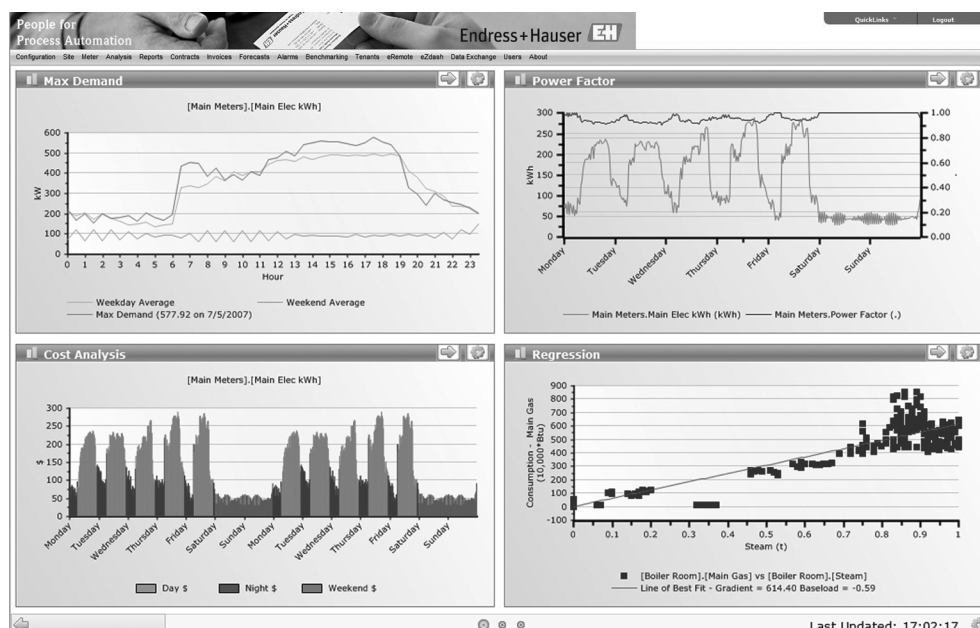 People for
Process Automation
Endress+Hauser EH
QuickLinks Logout
Configuration Site Meter Analysis Reports Contracts Invoices Forecasts Alarms Benchmarking Tenants eRemote eZdash Data Exchange Users About
Max Demand
[Main Meters].[Main Elec kWh]
kW
600
500
400
300
200
100
0
0 1 2 3 4 5 6 7 8 9 10 11 12 13 14 15 16 17 18 19 20 21 22 23
Hour
Weekday Average Weekend Average
Max Demand (577.92 on 7/5/2007)
Power Factor
kWh
300
250
200
150
100
50
0
1.00
0.80
0.60
0.40
0.20
0.00
Monday Tuesday Wednesday Thursday Friday Saturday Sunday
Main Meters.Main Elec kWh (kWh) Main Meters.Power Factor (.)
Cost Analysis
[Main Meters].[Main Elec kWh]
$
300
250
200
150
100
50
0
Monday Tuesday Wednesday Thursday Friday Saturday Sunday Monday Tuesday Wednesday Thursday Friday Saturday Sunday
Day $ Night $ Weekend $
Regression
Consumption - Main Gas
(10,000*Btu)
900
800
700
600
500
400
300
200
100
0
-100
0 0.1 0.2 0.3 0.4 0.5 0.6 0.7 0.8 0.9 1
Steam (t)
[Boiler Room].[Main Gas] vs [Boiler Room].[Steam]
Line of Best Fit - Gradient = 614.40 Baseload = -0.59
Last Updated: 17:02:17